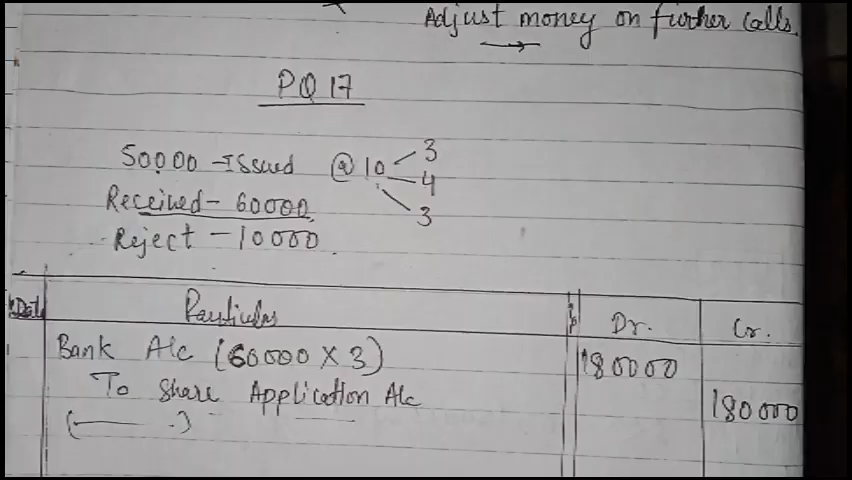 Adjust money on further calls.
PQ 17
50000 - Issued @ 10 3
4
3
Received - 60000
Reject - 10000
Date Particulars Dr. Cr.
Bank A/c (60000 X 3) 180000
To Share Application A/c 180000